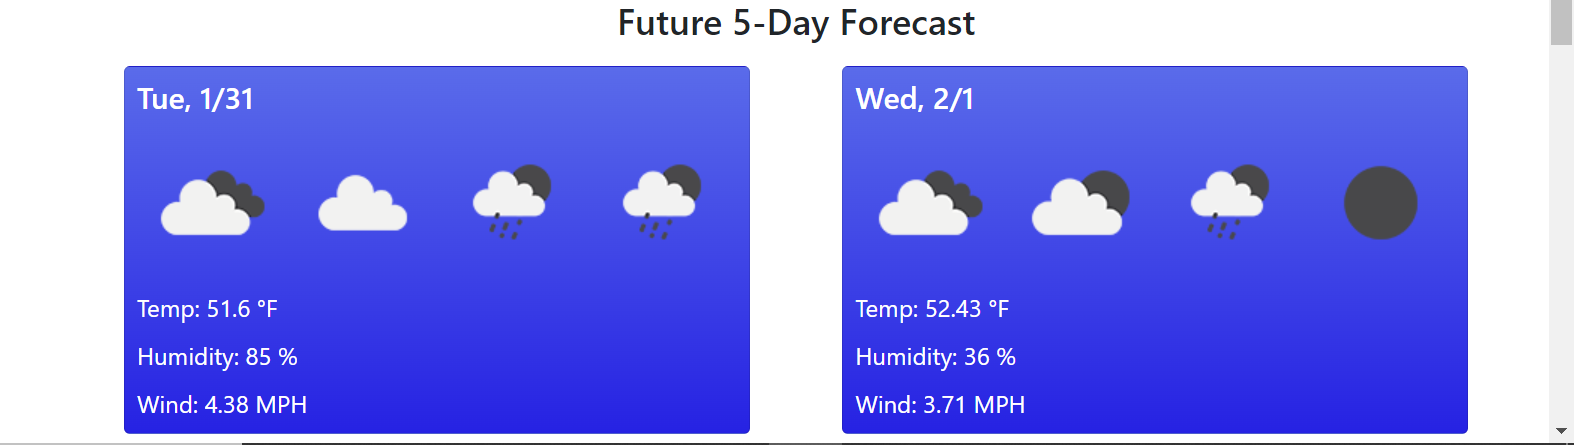 Future 5-Day Forecast
Tue, 1/31
Temp: 51.6 °F
Humidity: 85 %
Wind: 4.38 MPH
Wed, 2/1
Temp: 52.43 °F
Humidity: 36 %
Wind: 3.71 MPH